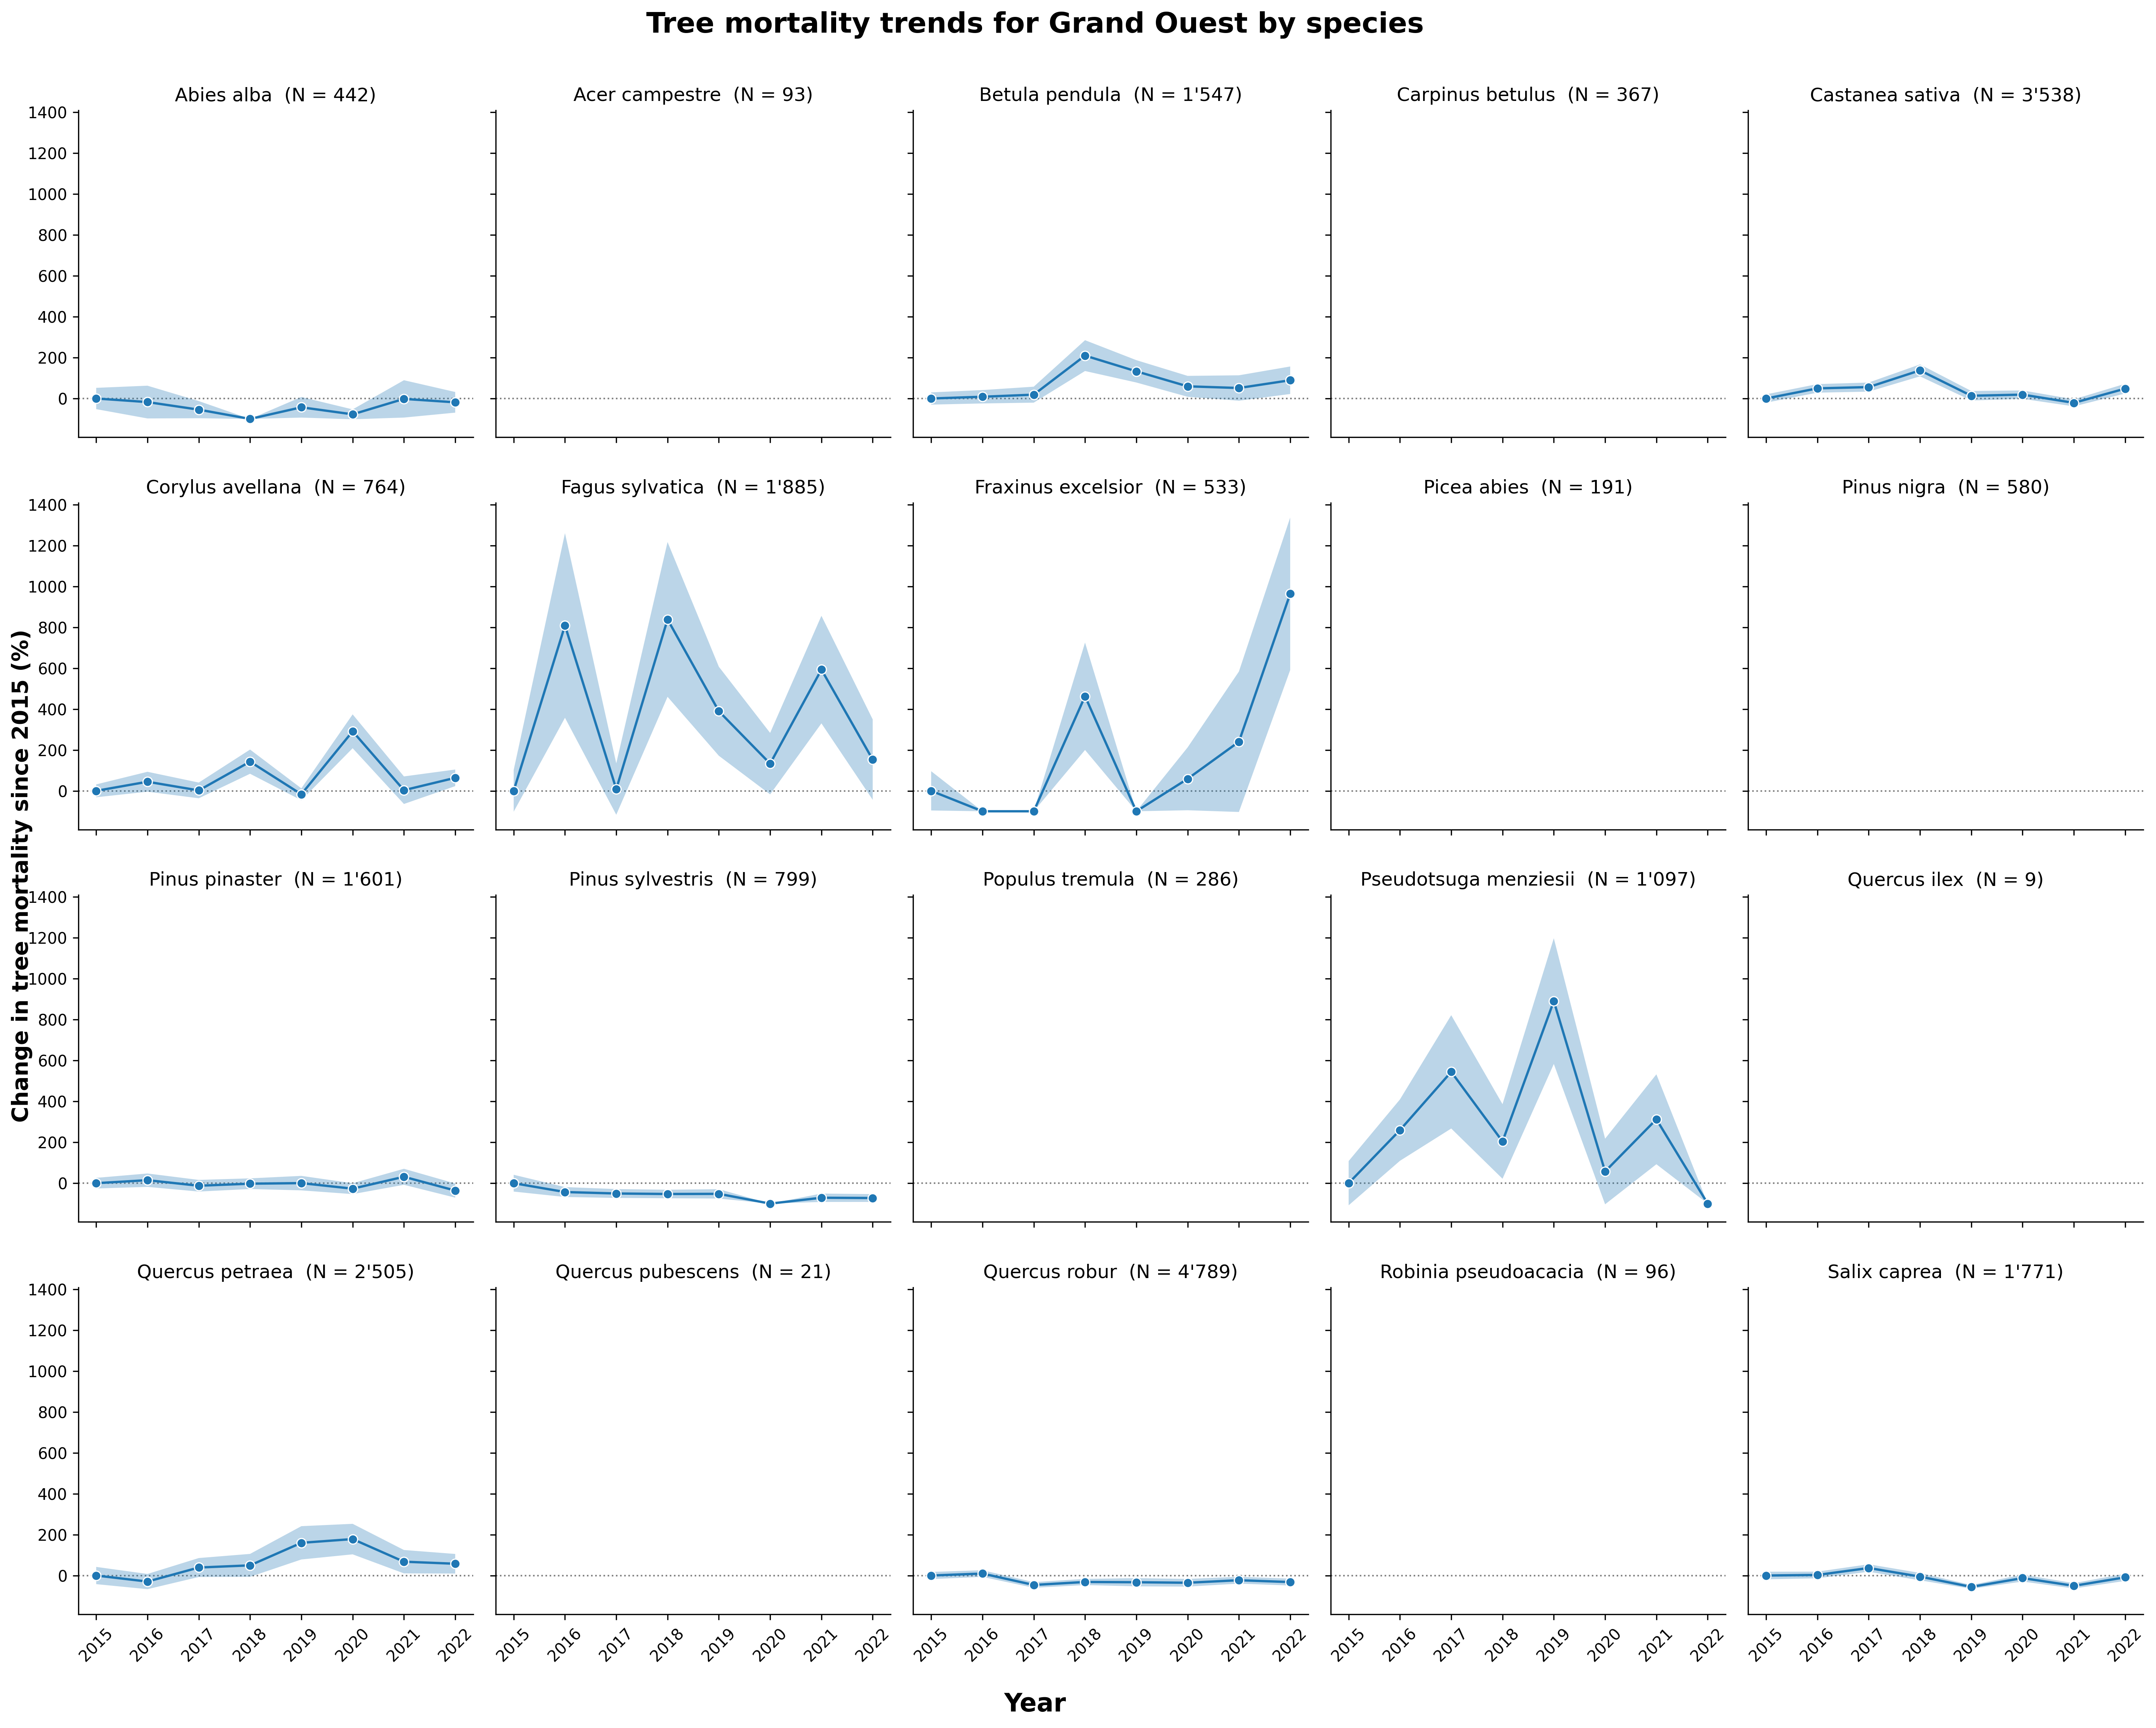 Tree mortality trends for Grand Ouest by species
Abies alba (N = 442)
Acer campestre (N = 93)
Betula pendula (N = 1'547)
Carpinus betulus (N = 367)
Castanea sativa (N = 3'538)
1400
1200
1000
800
600
400
200
0
Corylus avellana (N = 764)
Fagus sylvatica (N = 1'885)
Fraxinus excelsior (N = 533)
Picea abies (N = 191)
Pinus nigra (N = 580)
1400
1200
1000
800
600
400
200
0
Change in tree mortality since 2015 (%)
Pinus pinaster (N = 1'601)
Pinus sylvestris (N = 799)
Populus tremula (N = 286)
Pseudotsuga menziesii (N = 1'097)
Quercus ilex (N = 9)
1400
1200
1000
800
600
400
200
0
Quercus petraea (N = 2'505)
Quercus pubescens (N = 21)
Quercus robur (N = 4'789)
Robinia pseudoacacia (N = 96)
Salix caprea (N = 1'771)
1400
1200
1000
800
600
400
200
0
2015 2016 2017 2018 2019 2020 2021 2022
2015 2016 2017 2018 2019 2020 2021 2022
2015 2016 2017 2018 2019 2020 2021 2022
2015 2016 2017 2018 2019 2020 2021 2022
2015 2016 2017 2018 2019 2020 2021 2022
Year